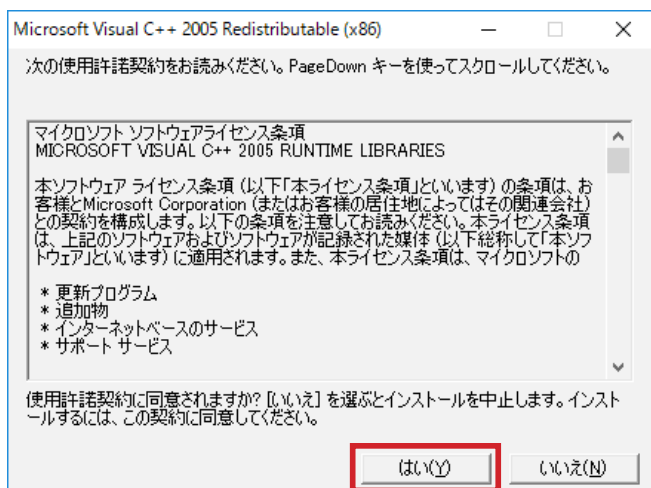 Microsoft Visual C++ 2005 Redistributable (x86)
次の使用許諾契約をお読みください。PageDown キーを使ってスクロールしてください。
マイクロソフト ソフトウェアライセンス条項
MICROSOFT VISUAL C++ 2005 RUNTIME LIBRARIES
本ソフトウェア ライセンス条項 (以下「本ライセンス条項」といいます) の条項は、お
客様とMicrosoft Corporation (またはお客様の居住地によってはその関連会社)
との契約を構成します。以下の条項を注意してお読みください。本ライセンス条項
は、上記のソフトウェアおよびソフトウェアが記録された媒体 (以下総称して「本ソフ
トウェア」といいます) に適用されます。また、本ライセンス条項は、マイクロソフトの
* 更新プログラム
* 追加物
* インターネットベースのサービス
* サポート サービス
使用許諾契約に同意されますか? [いいえ] を選ぶとインストールを中止します。インスト
ールするには、この契約に同意してください。
はい(Y)
いいえ(N)